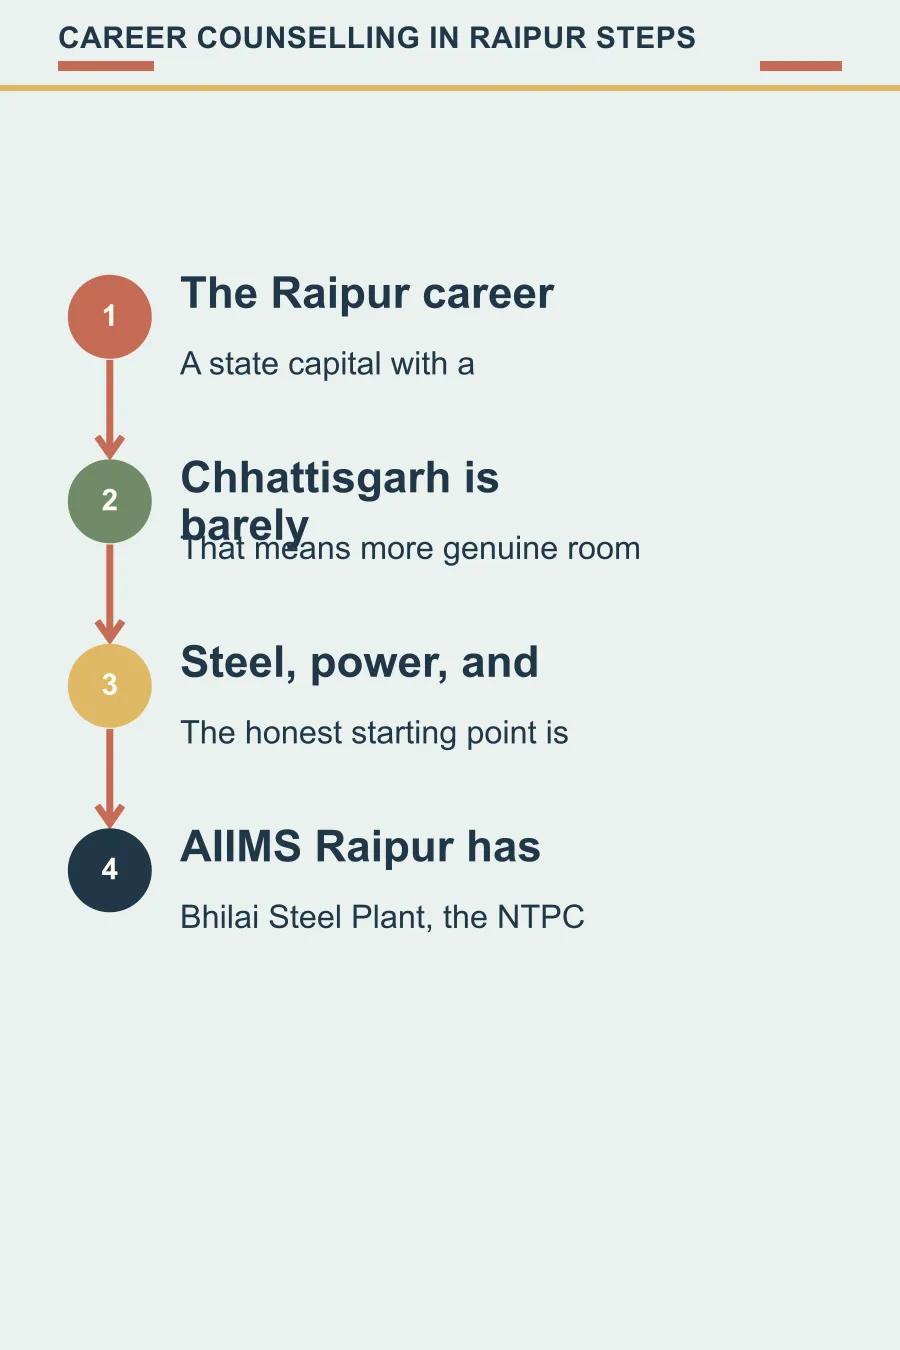 CAREER COUNSELLING IN RAIPUR STEPS
1
The Raipur career
A state capital with a
2
Chhattisgarh is
barely
That means more genuine room
3
Steel, power, and
The honest starting point is
4
AIIMS Raipur has
Bhilai Steel Plant, the NTPC